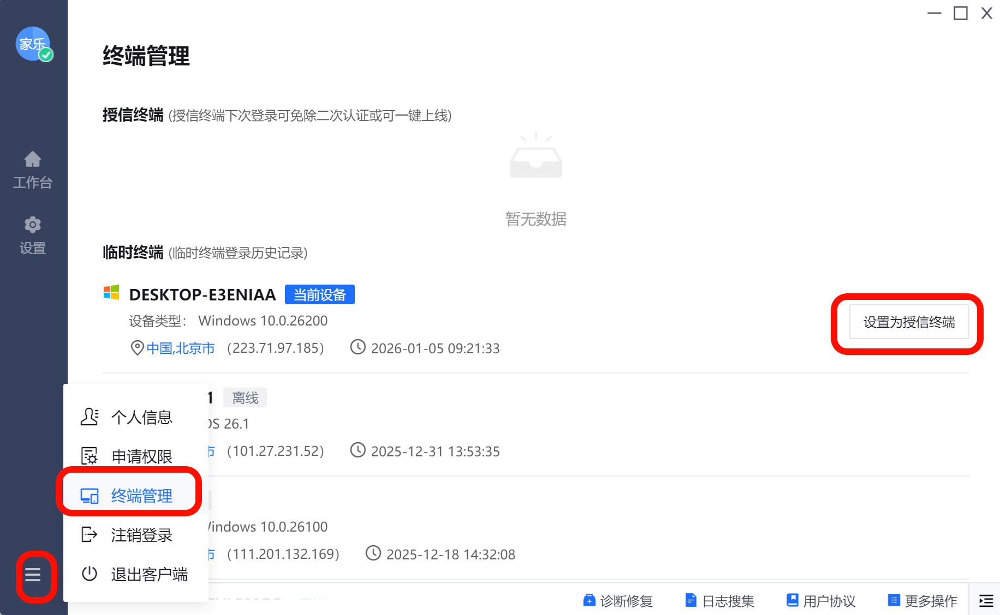 家乐
终端管理
授信终端 (授信终端下次登录可免除二次认证或可一键上线)
工作台
暂无数据
设置
临时终端 (临时终端登录历史记录)
DESKTOP-E3ENIAA 当前设备
设备类型： Windows 10.0.26200
设置为授信终端
中国,北京市 （223.71.97.185） 2026-01-05 09:21:33
1 离线
OS 26.1
市 （101.27.231.52） 2025-12-31 13:53:35
Windows 10.0.26100
市 （111.201.132.169） 2025-12-18 14:32:08
个人信息
申请权限
终端管理
注销登录
退出客户端
诊断修复 日志搜集 用户协议 更多操作